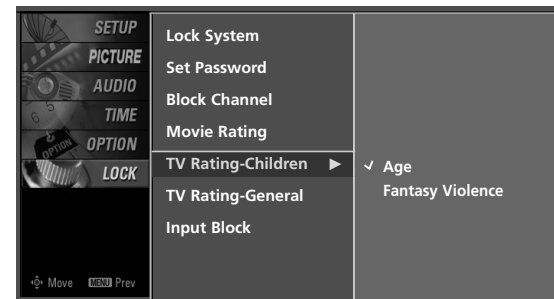 SETUP
PICTURE
AUDIO
TIME
OPTION
LOCK
Move MENU Prev
Lock System
Set Password
Block Channel
Movie Rating
TV Rating-Children ►
TV Rating-General
Input Block
✓ Age
Fantasy Violence